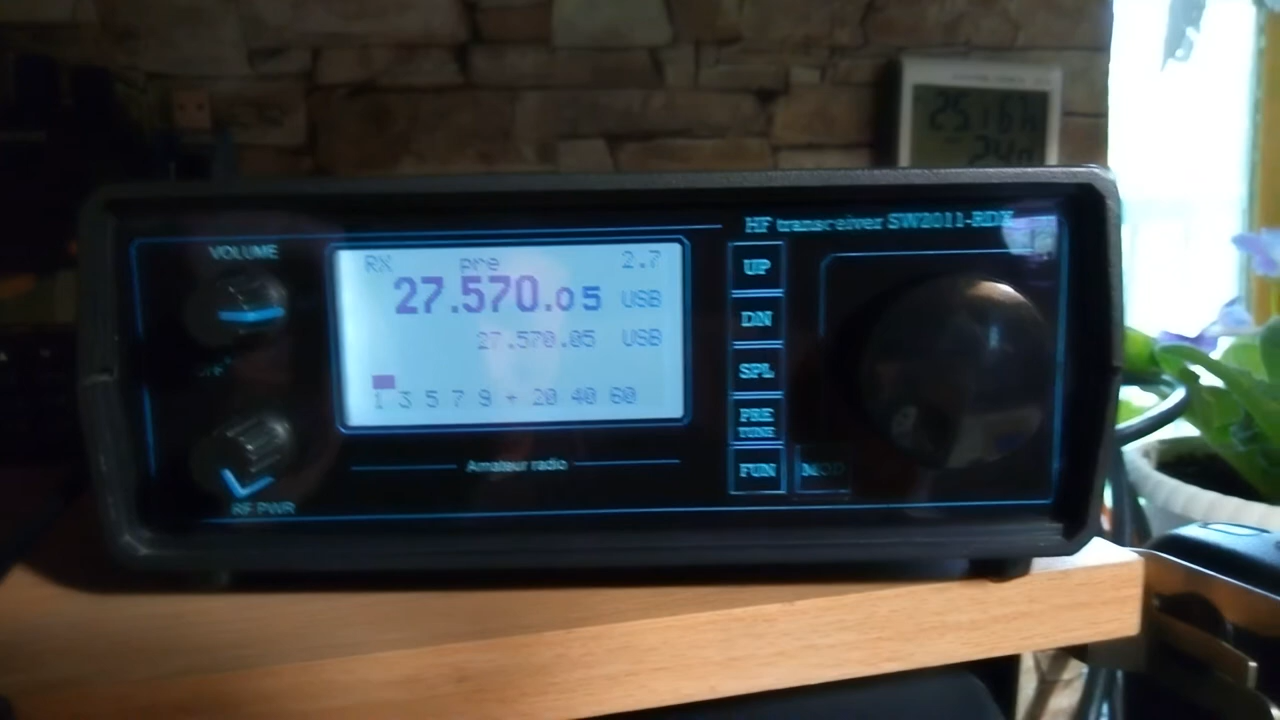 HF transceiver SW2011-RDX
VOLUME
RX pre 2.7
27.570.05 USB
27.570.05 USB
1 3 5 7 9 + 20 40 60
UP
DN
SPL
PRE
TUNE
FUN
MOD
Amateur radio
RF PWR